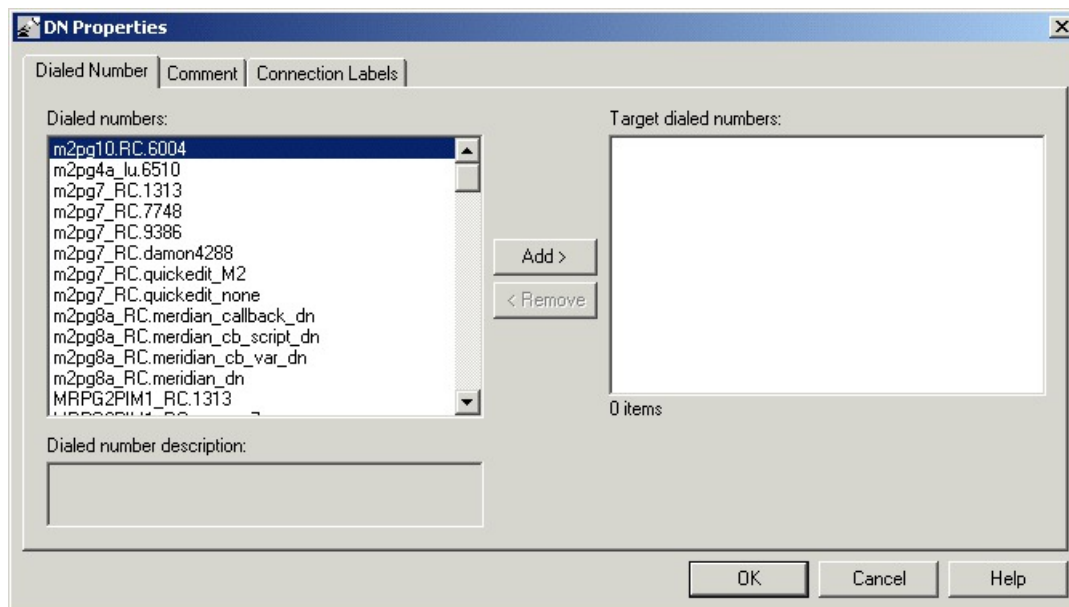 DN Properties
Dialed Number
Comment
Connection Labels
Dialed numbers:
m2pg10.RC.6004
m2pg4a_lu.6510
m2pg7_RC.1313
m2pg7_RC.7748
m2pg7_RC.9386
m2pg7_RC.damon4288
m2pg7_RC.quickedit_M2
m2pg7_RC.quickedit_none
m2pg8a_RC.merdian_callback_dn
m2pg8a_RC.merdian_cb_script_dn
m2pg8a_RC.meridian_cb_var_dn
m2pg8a_RC.meridian_dn
MRPG2PIM1_RC.1313
Dialed number description:
Add >
< Remove
Target dialed numbers:
0 items
OK
Cancel
Help